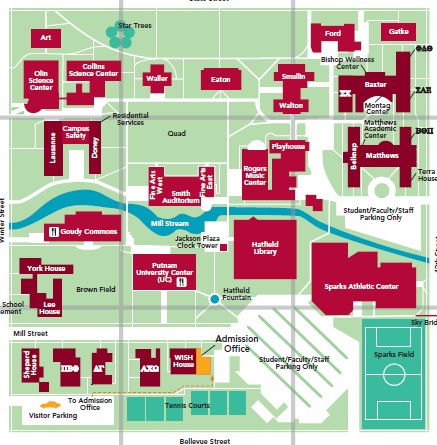 State Street
Star Trees
Art
Ford
Gatke
Bishop Wellness
Center
ΦΔΘ
Olin
Science
Center
Collins
Science Center
Waller
Eaton
Smullin
Baxter
ΣΧ
ΣΑΕ
Walton
Montag
Center
Residential
Services
Matthews
Academic
Center
ΒΘΠ
Lausanne
Campus
Safety
Doney
Quad
Playhouse
Belknap
Matthews
Fine Arts
West
Fine Arts
East
Smith
Auditorium
Rogers
Music
Center
Terra
House
Winter Street
Student/Faculty/Staff
Parking Only
Mill Stream
Goudy Commons
Jackson Plaza
Clock Tower
Hatfield
Library
York House
Putnam
University Center
(UC)
Sparks Athletic Center
Brown Field
Hatfield
Fountain
School
ement
Lee
House
Sky Brid
Mill Street
Admission
Office
Shepard
House
ΠΒΦ
ΔΓ
ΑΧΩ
WISH
House
Student/Faculty/Staff
Parking Only
Sparks Field
To Admission
Office
Visitor Parking
Tennis Courts
Bellevue Street